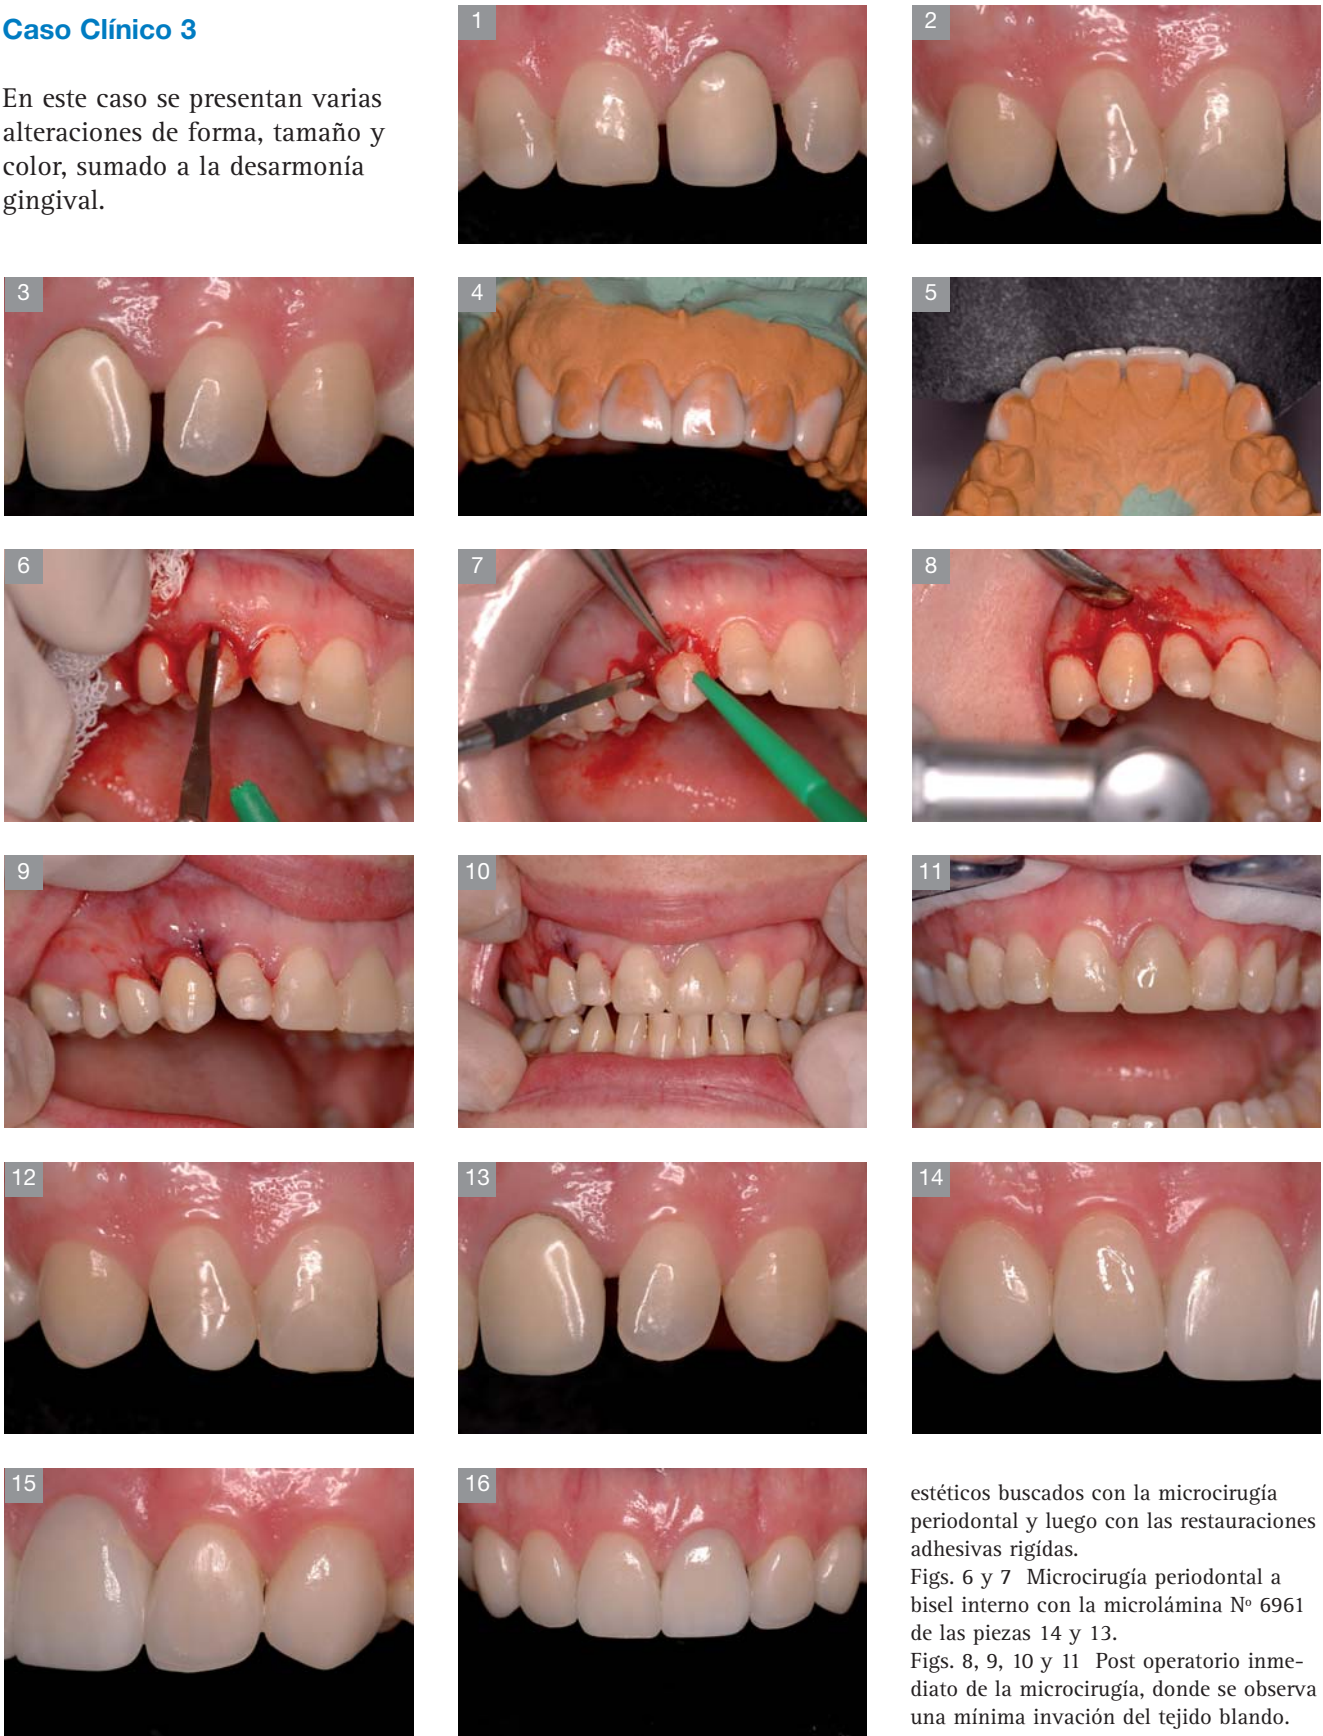 Caso Clínico 3
En este caso se presentan varias
alteraciones de forma, tamaño y
color, sumado a la desarmonía
gingival.
1
2
3
4
5
6
7
8
9
10
11
12
13
14
15
16
estéticos buscados con la microcirugía
periodontal y luego con las restauraciones
adhesivas rigídas.
Figs. 6 y 7 Microcirugía periodontal a
bisel interno con la microlámina Nº 6961
de las piezas 14 y 13.
Figs. 8, 9, 10 y 11 Post operatorio inme-
diato de la microcirugía, donde se observa
una mínima invación del tejido blando.